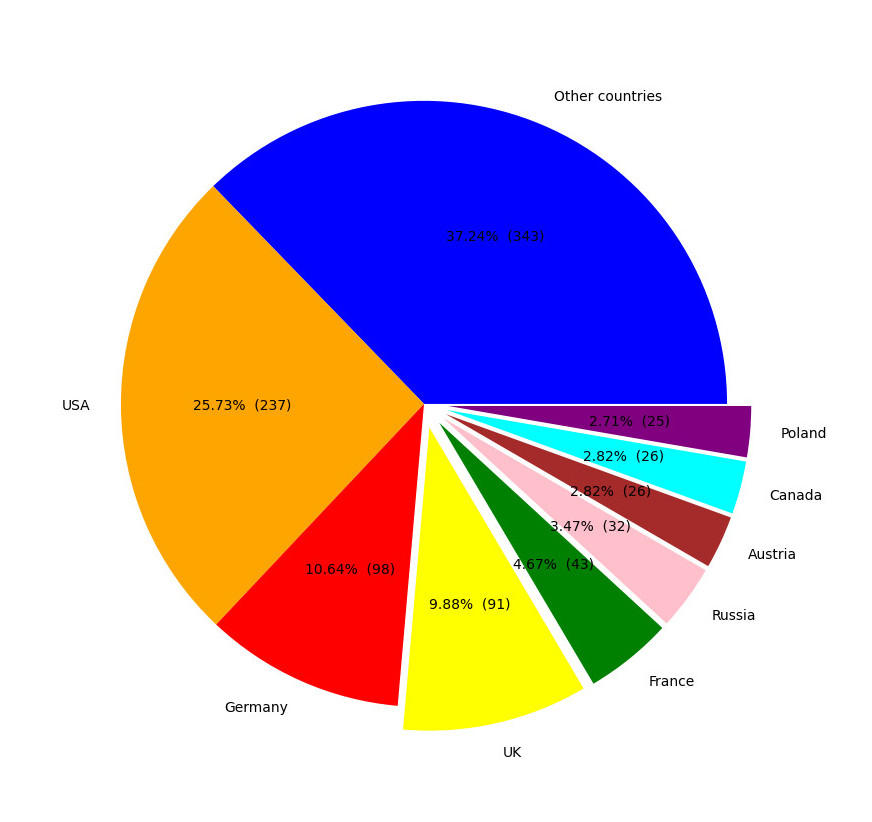 Other countries
37.24%  (343)
USA
25.73%  (237)
2.71%  (25)
Poland
2.82%  (26)
Canada
2.82%  (26)
Austria
3.47%  (32)
Russia
4.67%  (43)
France
10.64%  (98)
Germany
9.88%  (91)
UK